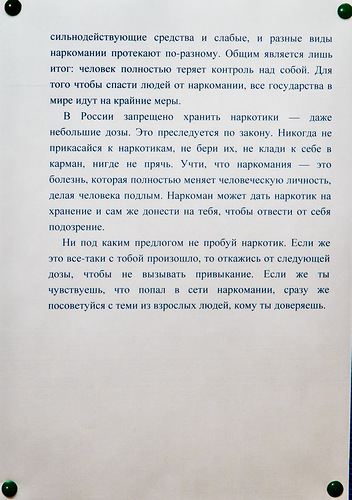 сильнодействующие средства и слабые, и разные виды
наркомании протекают по-разному. Общим является лишь
итог: человек полностью теряет контроль над собой. Для
того чтобы спасти людей от наркомании, все государства в
мире идут на крайние меры.
В России запрещено хранить наркотики — даже
небольшие дозы. Это преследуется по закону. Никогда не
прикасайся к наркотикам, не бери их, не клади к себе в
карман, нигде не прячь. Учти, что наркомания — это
болезнь, которая полностью меняет человеческую личность,
делая человека подлым. Наркоман может дать наркотик на
хранение и сам же донести на тебя, чтобы отвести от себя
подозрение.
Ни под каким предлогом не пробуй наркотик. Если же
это все-таки с тобой произошло, то откажись от следующей
дозы, чтобы не вызывать привыкание. Если же ты
чувствуешь, что попал в сети наркомании, сразу же
посоветуйся с теми из взрослых людей, кому ты доверяешь.